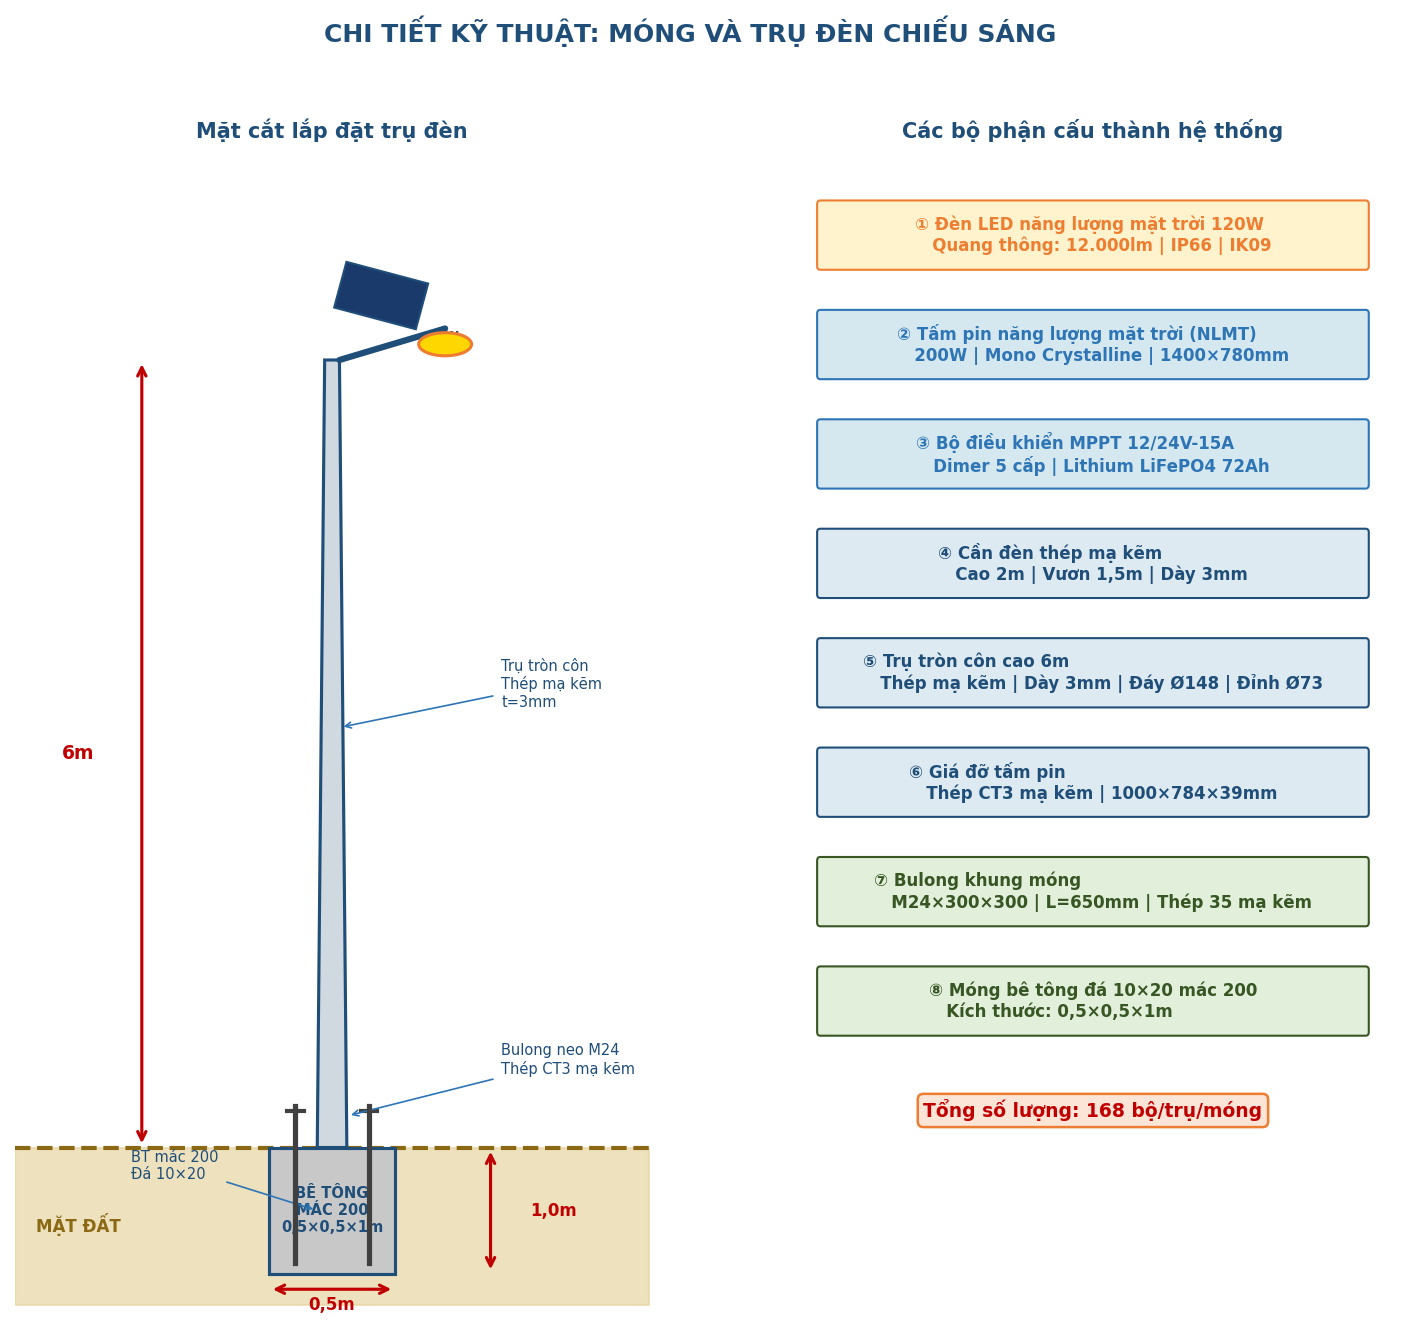 CHI TIẾT KỸ THUẬT: MÓNG VÀ TRỤ ĐÈN CHIẾU SÁNG
Mặt cắt lắp đặt trụ đèn
6m
Trụ tròn côn
Thép mạ kẽm
t=3mm
Bulong neo M24
Thép CT3 mạ kẽm
BT mác 200
Đá 10×20
MẶT ĐẤT
BÊ TÔNG
MÁC 200
0,5×0,5×1m
1,0m
0,5m
Các bộ phận cấu thành hệ thống
① Đèn LED năng lượng mặt trời 120W
Quang thông: 12.000lm | IP66 | IK09
② Tấm pin năng lượng mặt trời (NLMT)
200W | Mono Crystalline | 1400×780mm
③ Bộ điều khiển MPPT 12/24V-15A
Dimer 5 cấp | Lithium LiFePO4 72Ah
④ Cần đèn thép mạ kẽm
Cao 2m | Vươn 1,5m | Dày 3mm
⑤ Trụ tròn côn cao 6m
Thép mạ kẽm | Dày 3mm | Đáy Ø148 | Đỉnh Ø73
⑥ Giá đỡ tấm pin
Thép CT3 mạ kẽm | 1000×784×39mm
⑦ Bulong khung móng
M24×300×300 | L=650mm | Thép 35 mạ kẽm
⑧ Móng bê tông đá 10×20 mác 200
Kích thước: 0,5×0,5×1m
Tổng số lượng: 168 bộ/trụ/móng